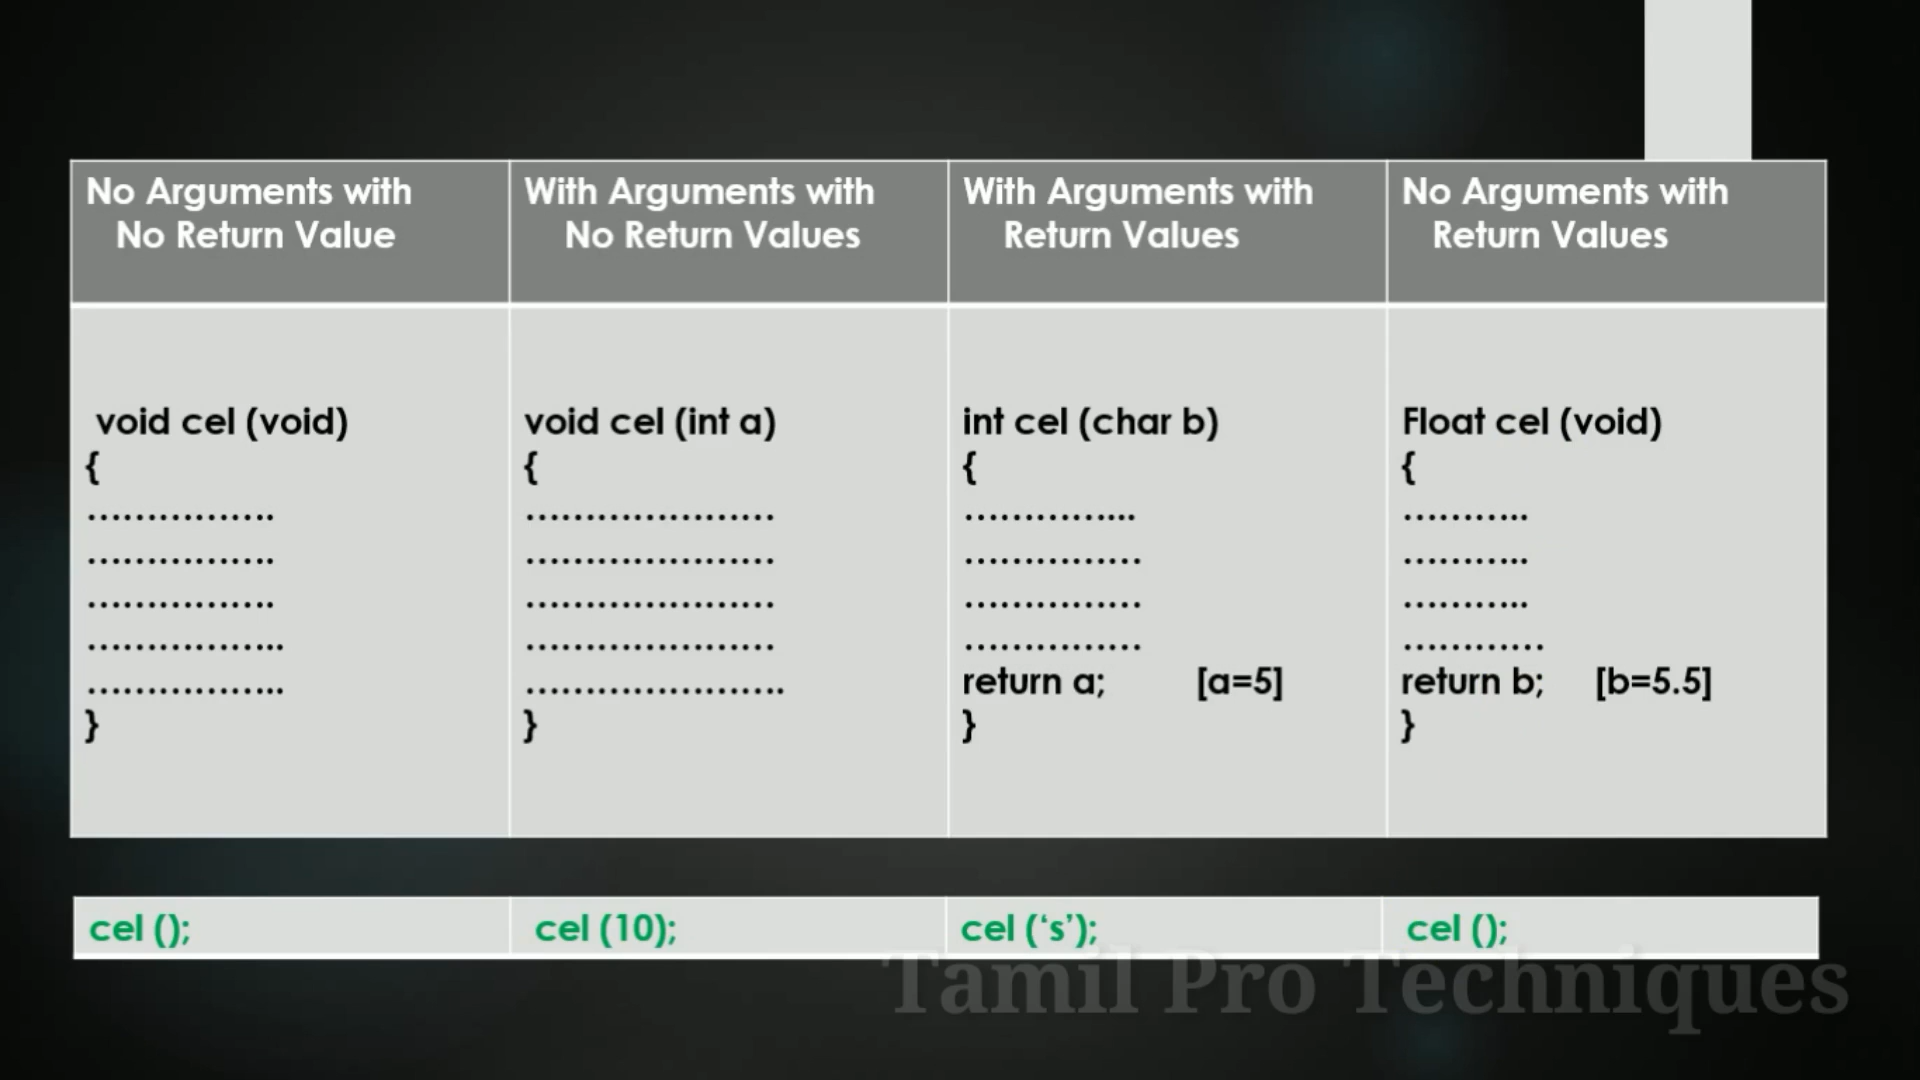 No Arguments with
No Return Value
With Arguments with
No Return Values
With Arguments with
Return Values
No Arguments with
Return Values
void cel (void)
{
…………….
…………….
…………….
……………..
……………..
}
void cel (int a)
{
…………………
…………………
…………………
…………………
………………….
}
int cel (char b)
{
…………....
……………
……………
……………
return a; [a=5]
}
Float cel (void)
{
………..
………..
………..
…………
return b; [b=5.5]
}
cel ();
cel (10);
cel (‘s’);
cel ();
Tamil Pro Techniques